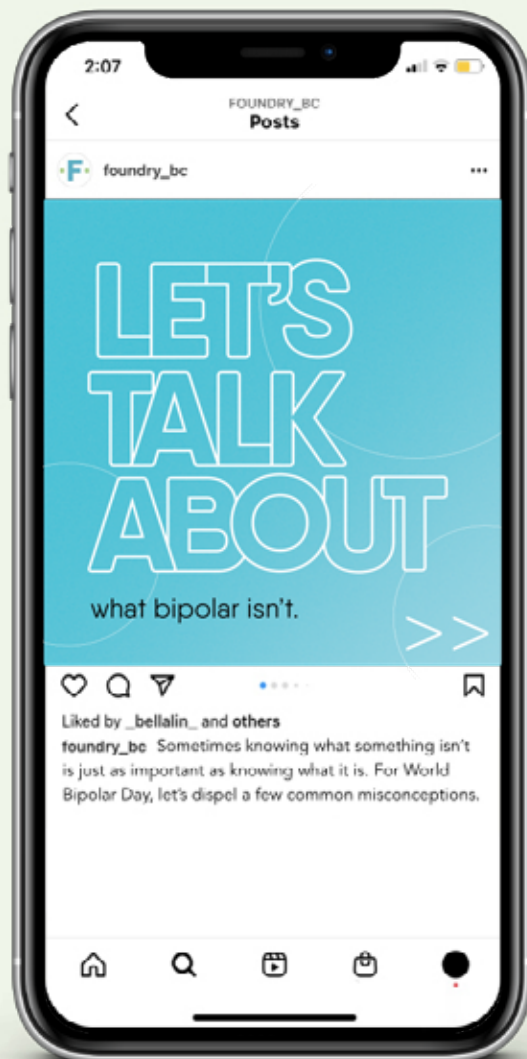 2:07
FOUNDRY_BC
Posts
F
foundry_bc
LET'S
TALK
ABOUT
what bipolar isn't.
>>
Liked by _bellalin_ and others
foundry_bc Sometimes knowing what something isn't
is just as important as knowing what it is. For World
Bipolar Day, let's dispel a few common misconceptions.